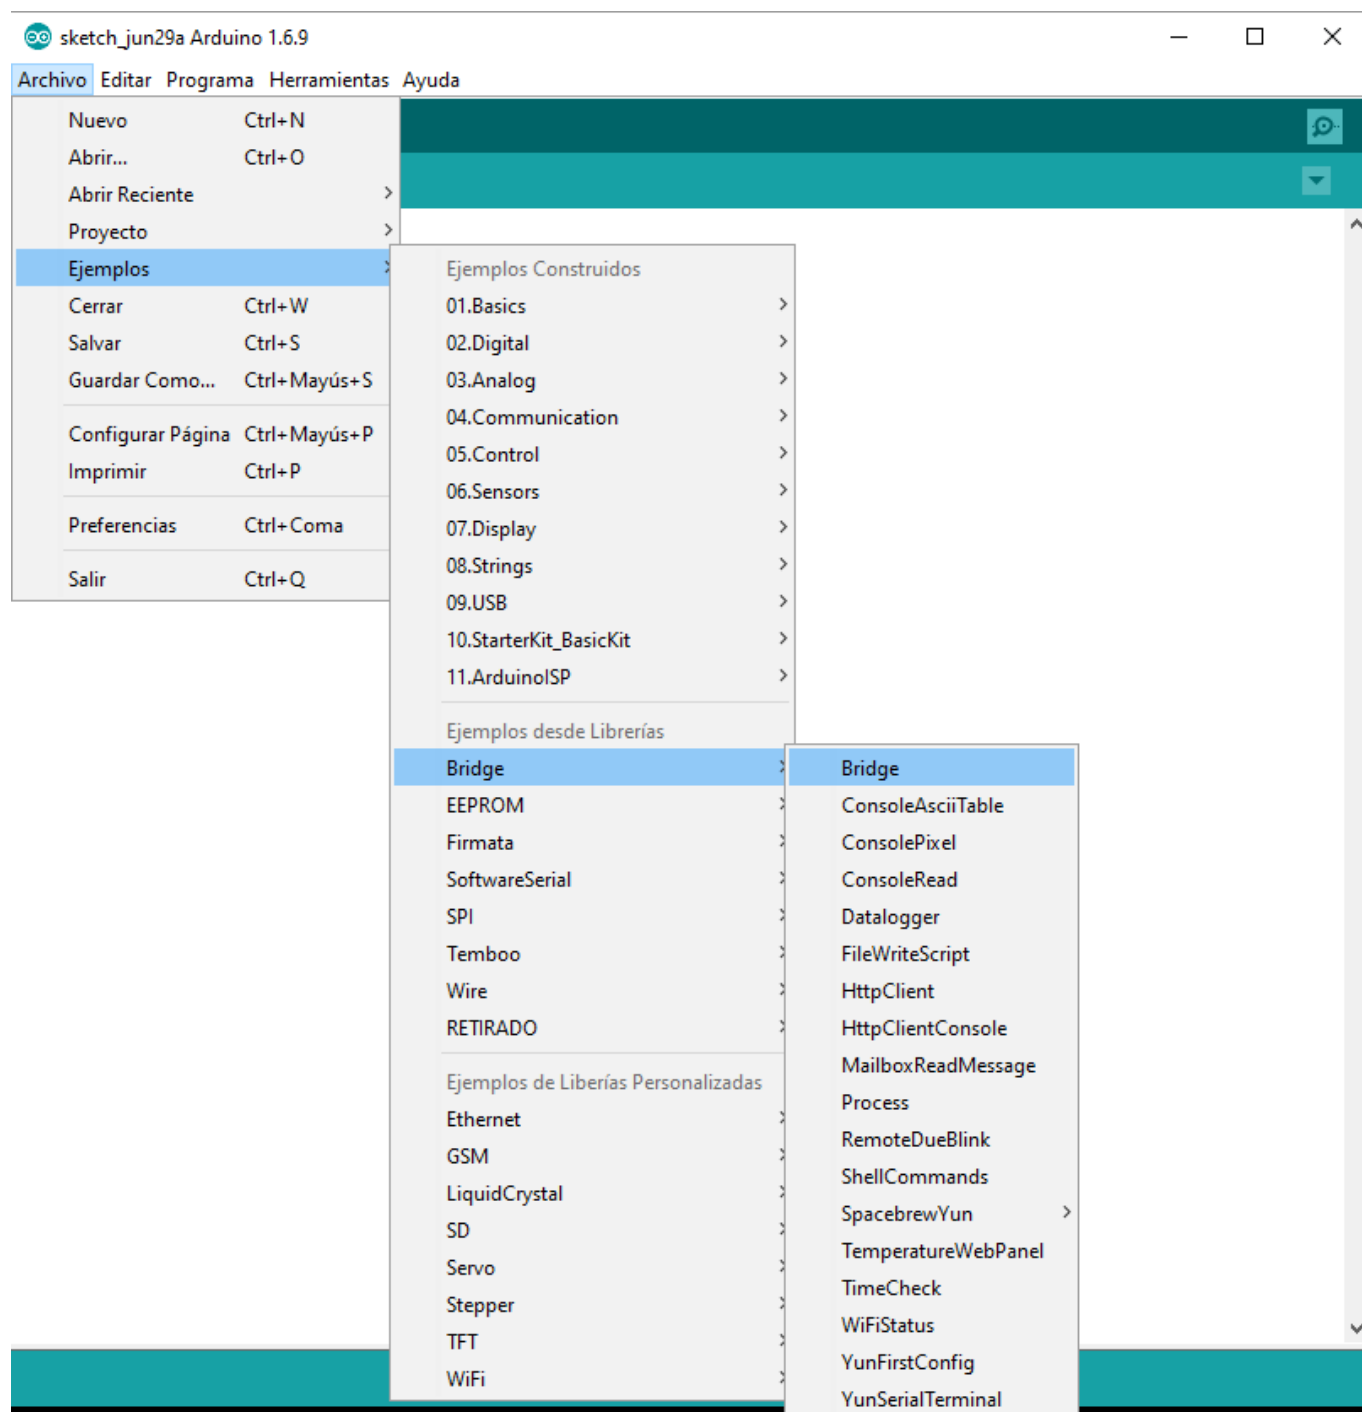 sketch_jun29a Arduino 1.6.9
Archivo Editar Programa Herramientas Ayuda
Nuevo Ctrl+N
Abrir... Ctrl+O
Abrir Reciente
Proyecto
Ejemplos
Cerrar Ctrl+W
Salvar Ctrl+S
Guardar Como... Ctrl+Mayús+S
Configurar Página Ctrl+Mayús+P
Imprimir Ctrl+P
Preferencias Ctrl+Coma
Salir Ctrl+Q
Ejemplos Construidos
01.Basics
02.Digital
03.Analog
04.Communication
05.Control
06.Sensors
07.Display
08.Strings
09.USB
10.StarterKit_BasicKit
11.ArduinoISP
Ejemplos desde Librerías
Bridge
EEPROM
Firmata
SoftwareSerial
SPI
Temboo
Wire
RETIRADO
Ejemplos de Liberías Personalizadas
Ethernet
GSM
LiquidCrystal
SD
Servo
Stepper
TFT
WiFi
Bridge
ConsoleAsciiTable
ConsolePixel
ConsoleRead
Datalogger
FileWriteScript
HttpClient
HttpClientConsole
MailboxReadMessage
Process
RemoteDueBlink
ShellCommands
SpacebrewYun
TemperatureWebPanel
TimeCheck
WiFiStatus
YunFirstConfig
YunSerialTerminal